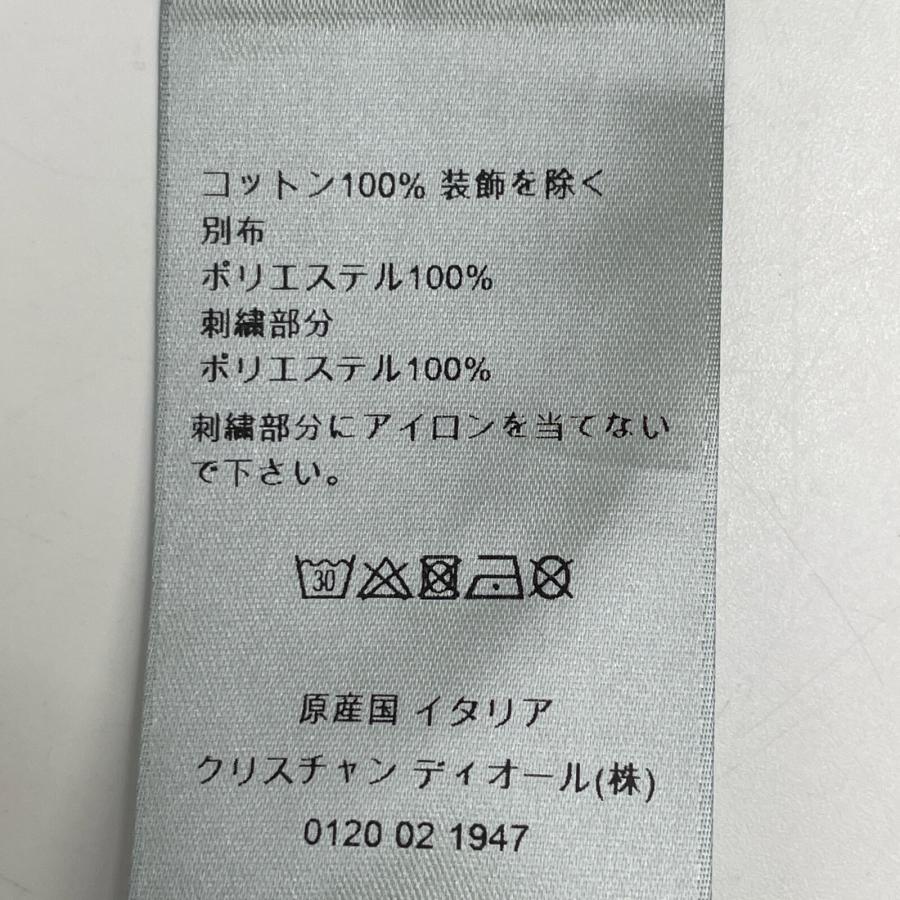 コットン100% 装飾を除く
別布
ポリエステル100%
刺繍部分
ポリエステル100%
刺繍部分にアイロンを当てない
で下さい。
30
原産国 イタリア
クリスチャン ディオール(株)
0120 02 1947